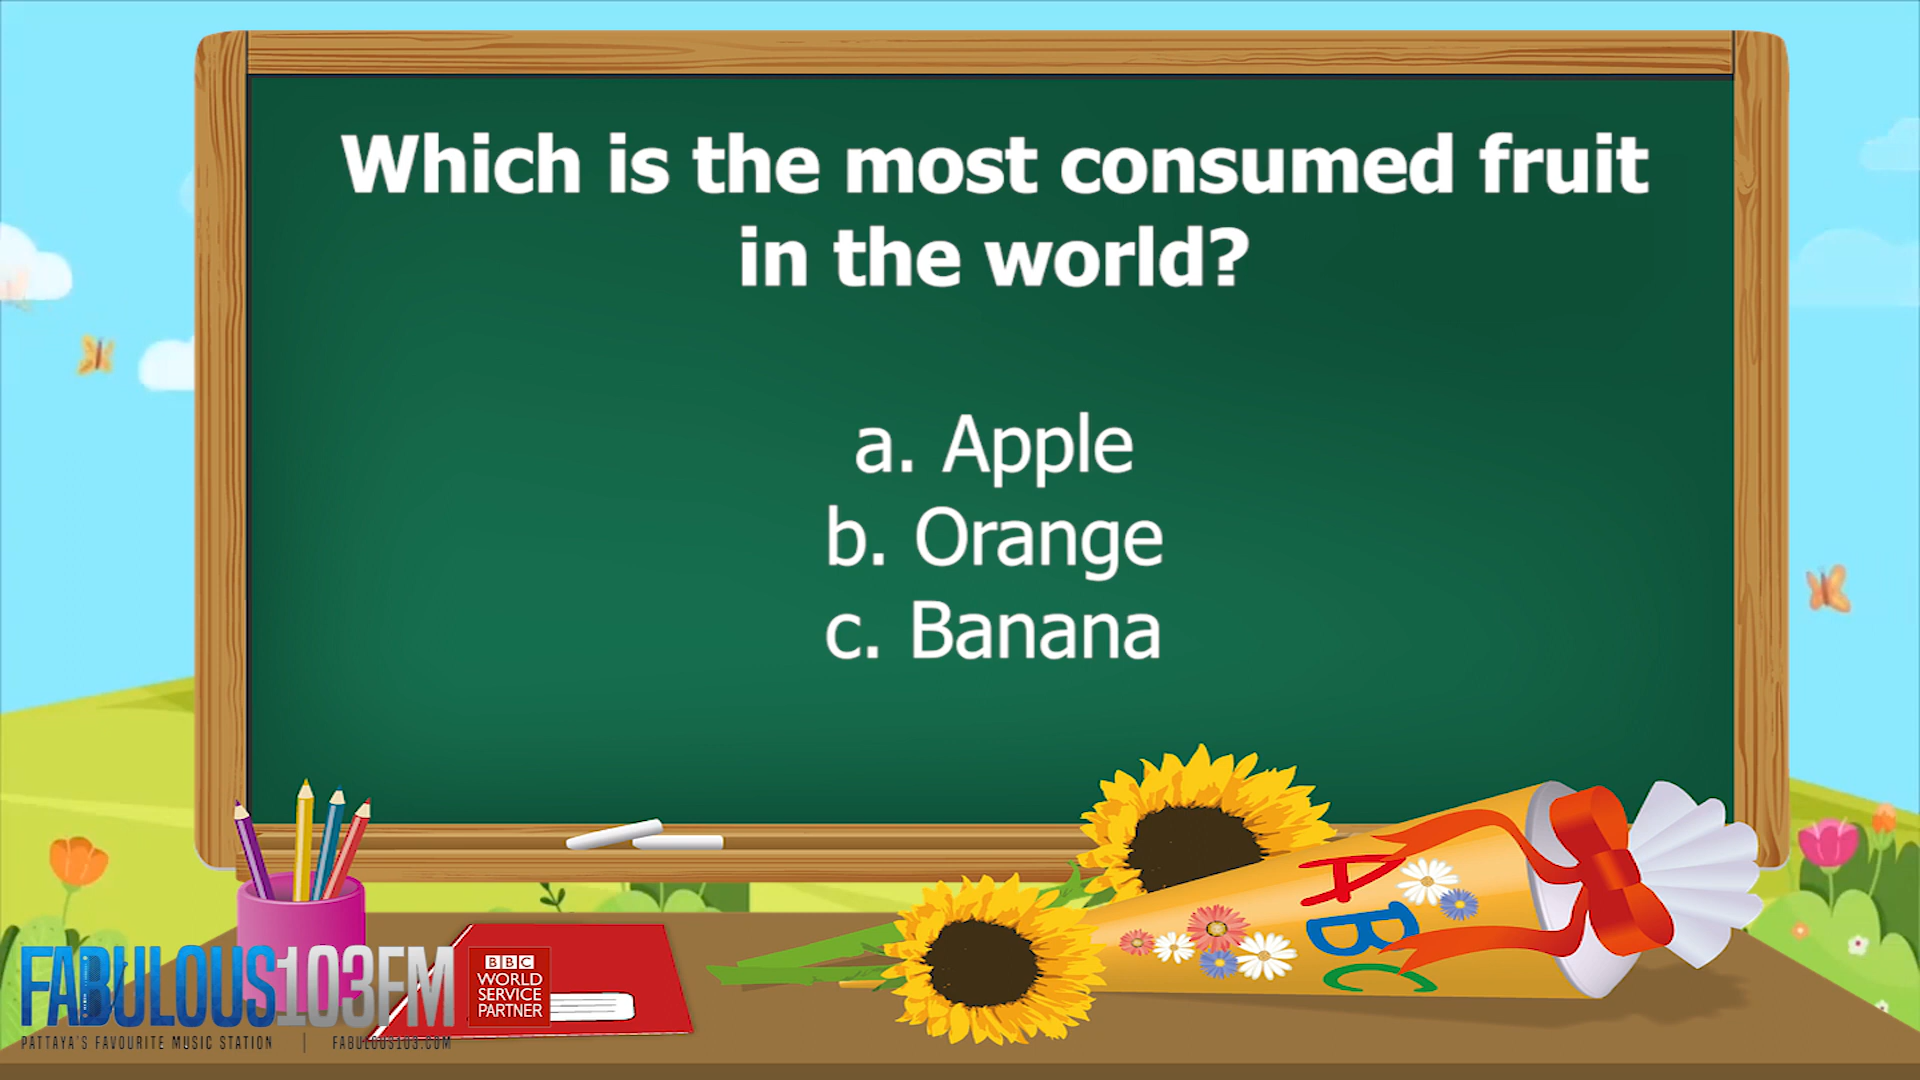 Which is the most consumed fruit
in the world?
a. Apple
b. Orange
c. Banana
ABC
FABULOUS103FM
PATTAYA'S FAVOURITE MUSIC STATION | FABULOUS103.COM
BBC
WORLD
SERVICE
PARTNER